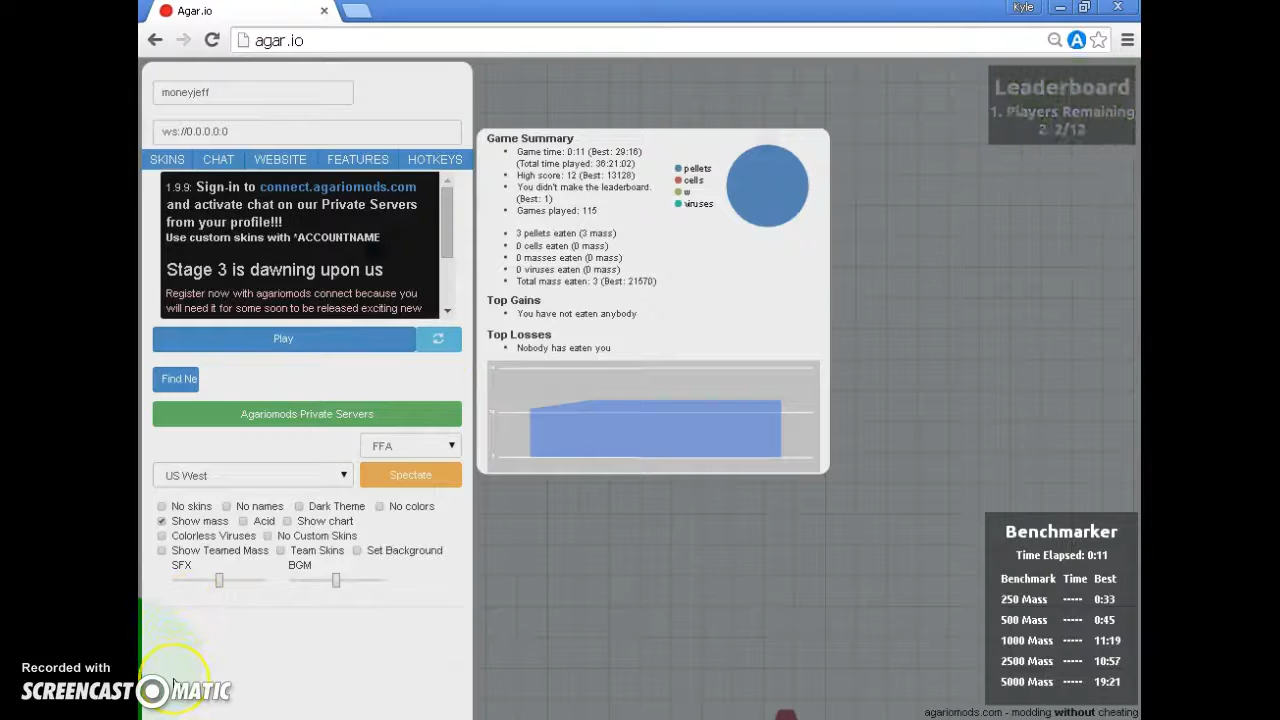 Agar.io
Kyle
agar.io
moneyjeff
ws://0.0.0.0:0
SKINS CHAT WEBSITE FEATURES HOTKEYS
1.9.9: Sign-in to connect.agariomods.com
and activate chat on our Private Servers
from your profile!!!
Use custom skins with *ACCOUNTNAME
Stage 3 is dawning upon us
Register now with agariomods connect because you
will need it for some soon to be released exciting new
Play
Find Ne
Agariomods Private Servers
FFA
US West
Spectate
No skins No names Dark Theme No colors
Show mass Acid Show chart
Colorless Viruses No Custom Skins
Show Teamed Mass Team Skins Set Background
SFX BGM
Game Summary
Game time: 0:11 (Best: 29:16)
(Total time played: 36:21:02)
High score: 12 (Best: 13128)
You didn't make the leaderboard.
(Best: 1)
Games played: 115
3 pellets eaten (3 mass)
0 cells eaten (0 mass)
0 masses eaten (0 mass)
0 viruses eaten (0 mass)
Total mass eaten: 3 (Best: 21570)
pellets
cells
w
viruses
Top Gains
You have not eaten anybody
Top Losses
Nobody has eaten you
Leaderboard
1. Players Remaining
2. 2/13
Benchmarker
Time Elapsed: 0:11
Benchmark Time Best
250 Mass ----- 0:33
500 Mass ----- 0:45
1000 Mass ----- 11:19
2500 Mass ----- 10:57
5000 Mass ----- 19:21
agariomods.com - modding without cheating
Recorded with
SCREENCAST O MATIC